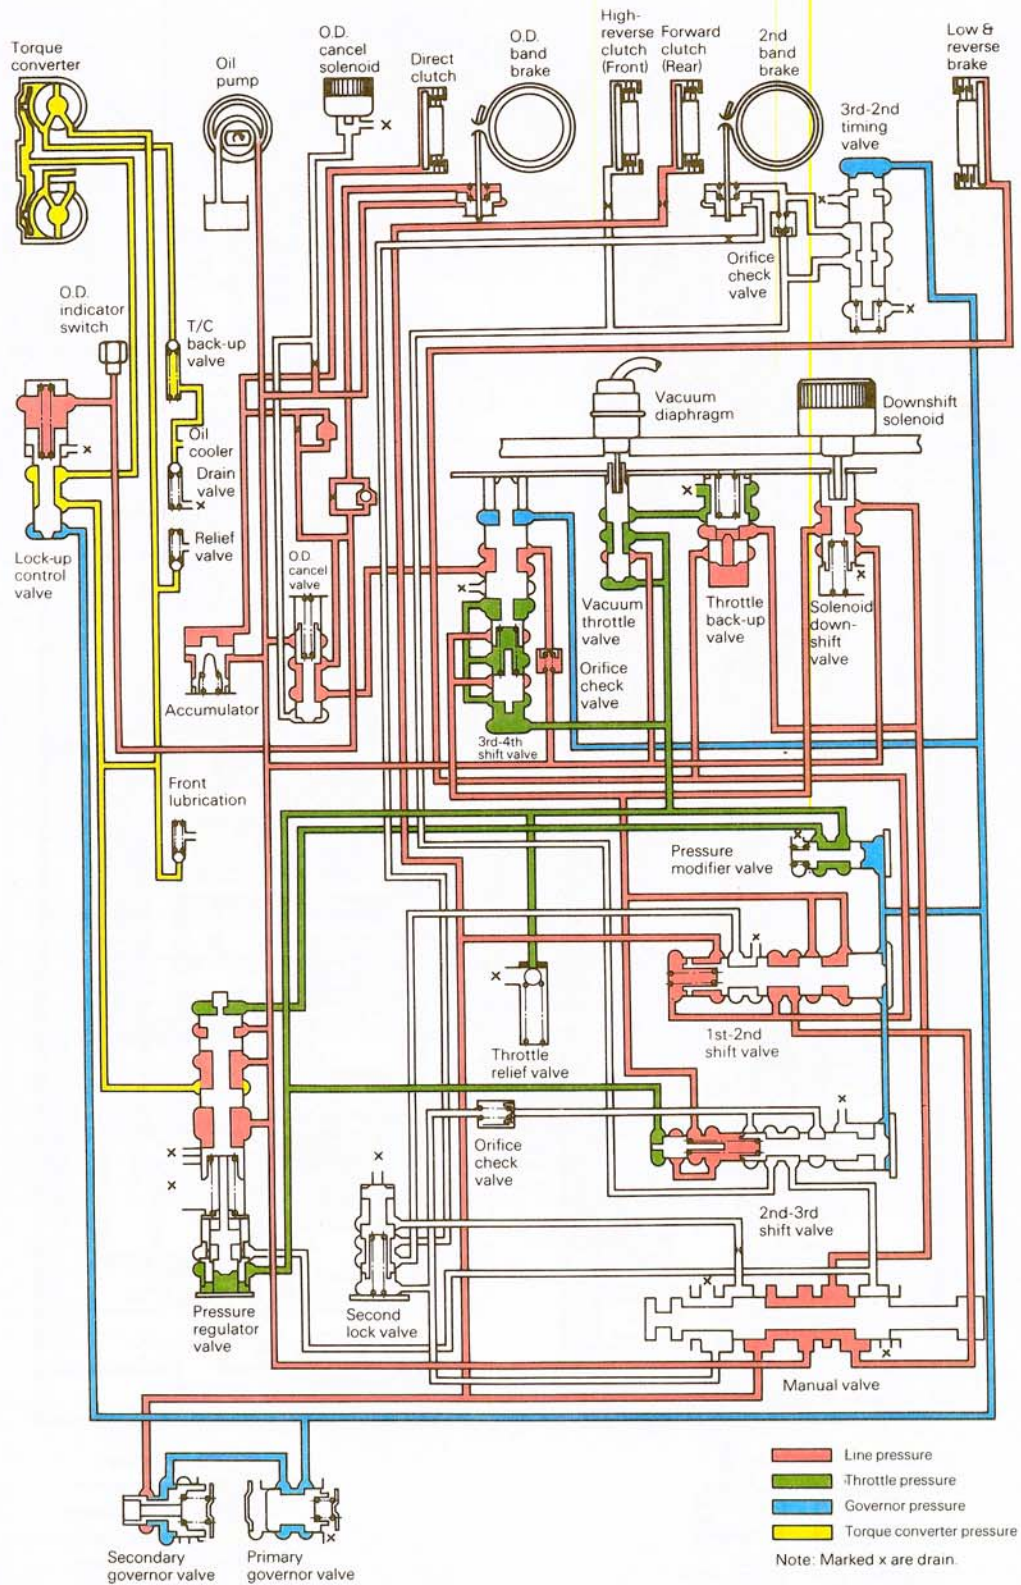 Torque
converter
Oil
pump
O.D.
cancel
solenoid
Direct
clutch
O.D.
band
brake
High-
reverse
clutch
(Front)
Forward
clutch
(Rear)
2nd
band
brake
Low &
reverse
brake
3rd-2nd
timing
valve
x
x
Orifice
check
valve
x
O.D.
indicator
switch
T/C
back-up
valve
Vacuum
diaphragm
Downshift
solenoid
x
Oil
cooler
Drain
valve
x
x
Relief
valve
Lock-up
control
valve
O.D.
cancel
valve
x
x
Vacuum
throttle
valve
Throttle
back-up
valve
Solenoid
down-
shift
valve
Orifice
check
valve
Accumulator
3rd-4th
shift valve
Front
lubrication
x
Pressure
modifier valve
x
x
1st-2nd
shift valve
Throttle
relief valve
x
Orifice
check
valve
x
x
x
2nd-3rd
shift valve
x
Pressure
regulator
valve
Second
lock valve
x
Manual valve
Line pressure
Throttle pressure
Governor pressure
Torque converter pressure
Note: Marked x are drain.
x
Secondary
governor valve
Primary
governor valve